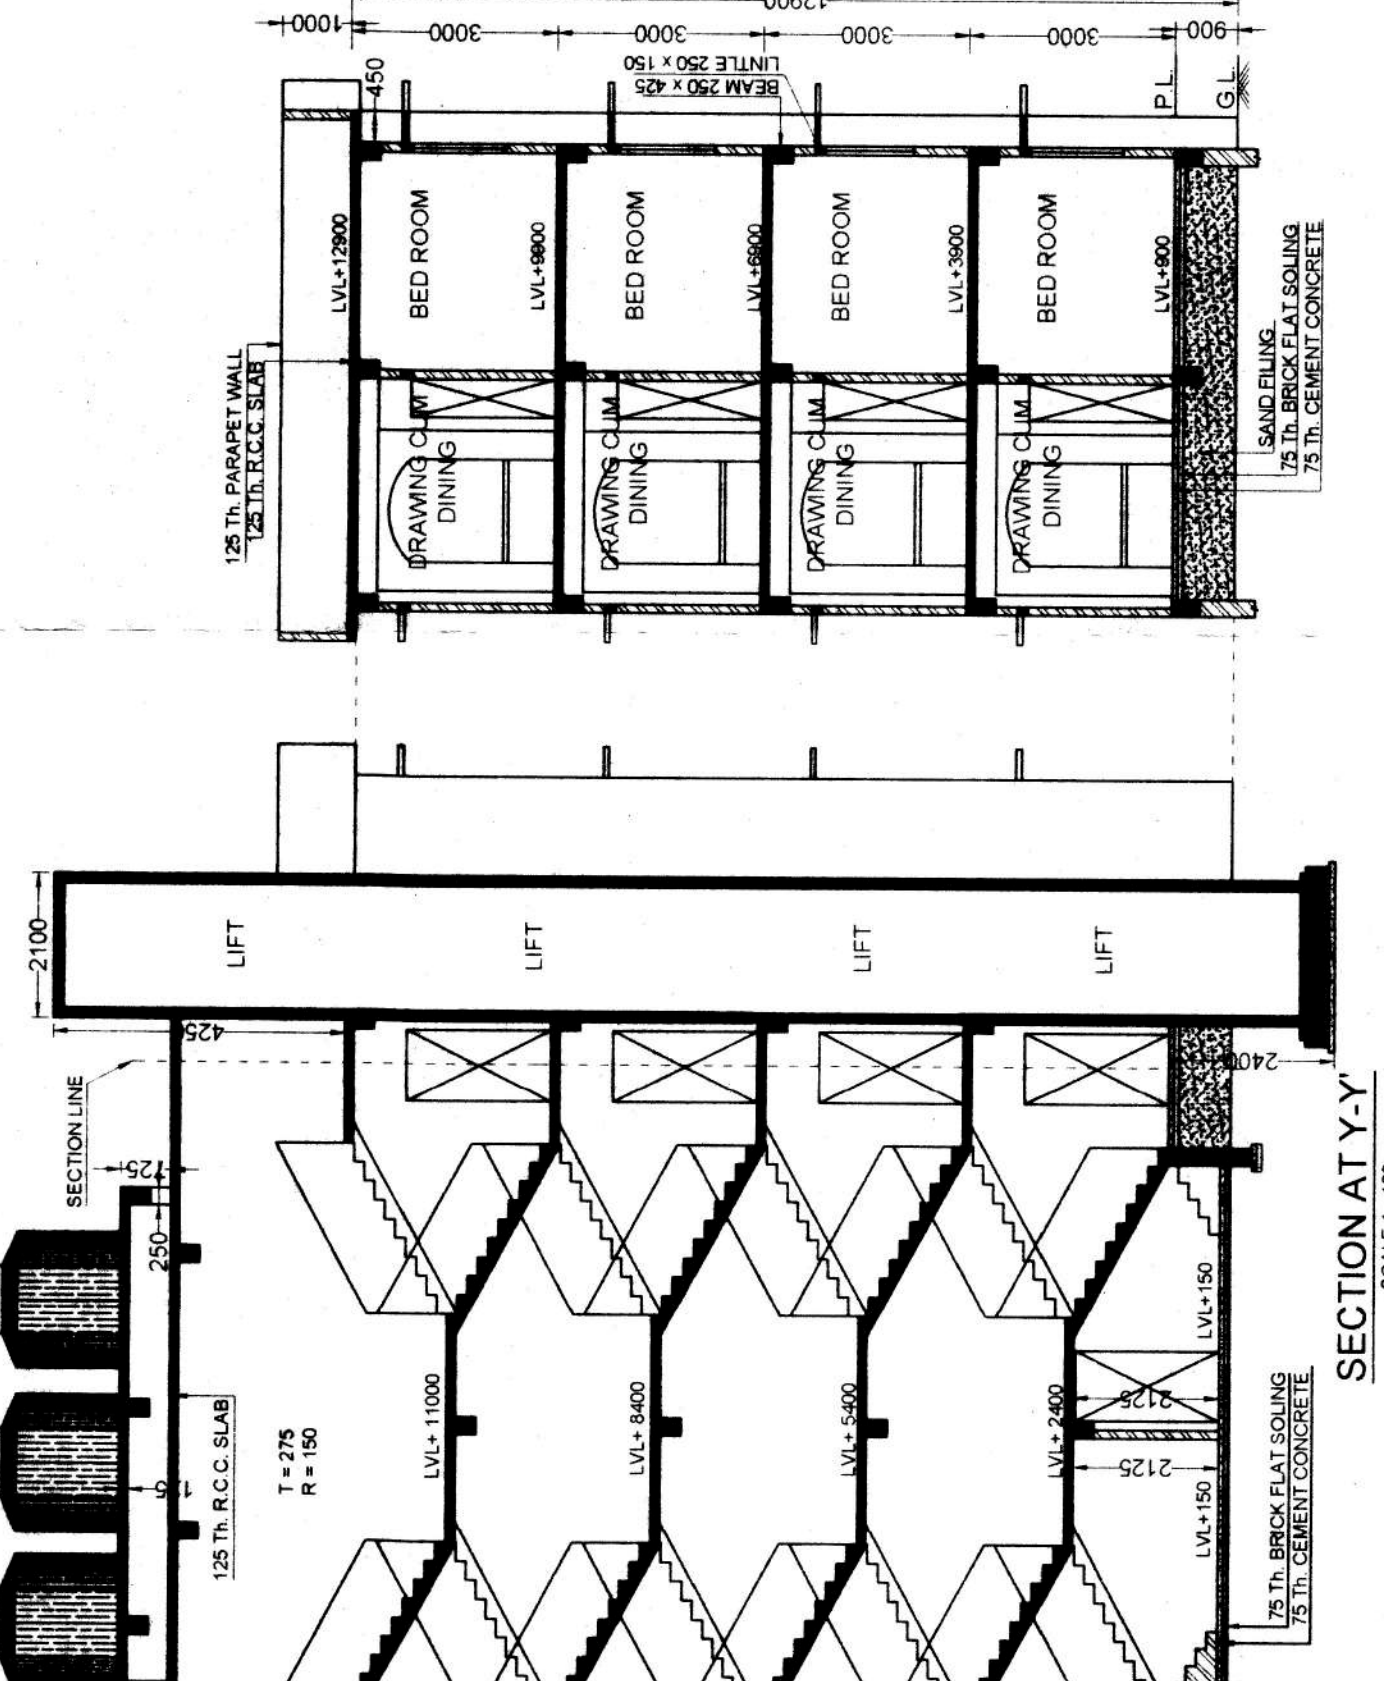 12900
1000
3000
3000
3000
3000
900
450
LINTLE 250 x 150
BEAM 250 x 425
P.L.
G.L.
LVL+12900
BED ROOM
LVL+9900
BED ROOM
LVL+6900
BED ROOM
LVL+3900
BED ROOM
LVL+900
125 Th. PARAPET WALL
125 Th. R.C.C. SLAB
DRAWING CUM
DINING
DRAWING CUM
DINING
DRAWING CUM
DINING
DRAWING CUM
DINING
SAND FILLING
75 Th. BRICK FLAT SOLING
75 Th. CEMENT CONCRETE
2100
LIFT
LIFT
LIFT
LIFT
SECTION LINE
2400
250
125 Th. R.C.C. SLAB
T = 275
R = 150
LVL+ 11000
LVL+ 8400
LVL+ 5400
LVL+ 2400
2125
2125
LVL+150
LVL+150
75 Th. BRICK FLAT SOLING
75 Th. CEMENT CONCRETE
SECTION AT Y-Y'